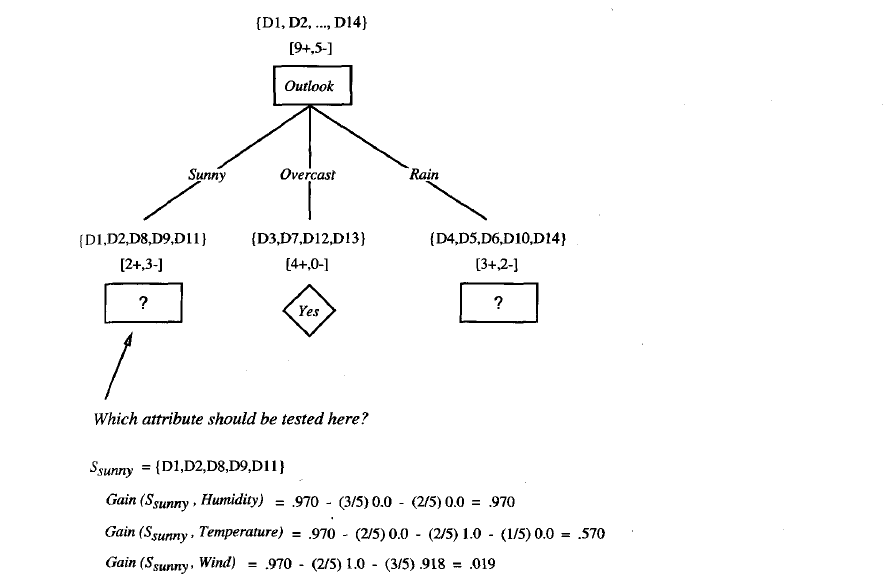 {D1, D2, ..., D14}
[9+,5-]
Outlook
Sunny Overcast Rain
{D1,D2,D8,D9,D11} {D3,D7,D12,D13} {D4,D5,D6,D10,D14}
[2+,3-] [4+,0-] [3+,2-]
? Yes ?
Which attribute should be tested here?
Ssunny = {D1,D2,D8,D9,D11}
Gain (Ssunny , Humidity) = .970 - (3/5) 0.0 - (2/5) 0.0 = .970
Gain (Ssunny , Temperature) = .970 - (2/5) 0.0 - (2/5) 1.0 - (1/5) 0.0 = .570
Gain (Ssunny , Wind) = .970 - (2/5) 1.0 - (3/5) .918 = .019